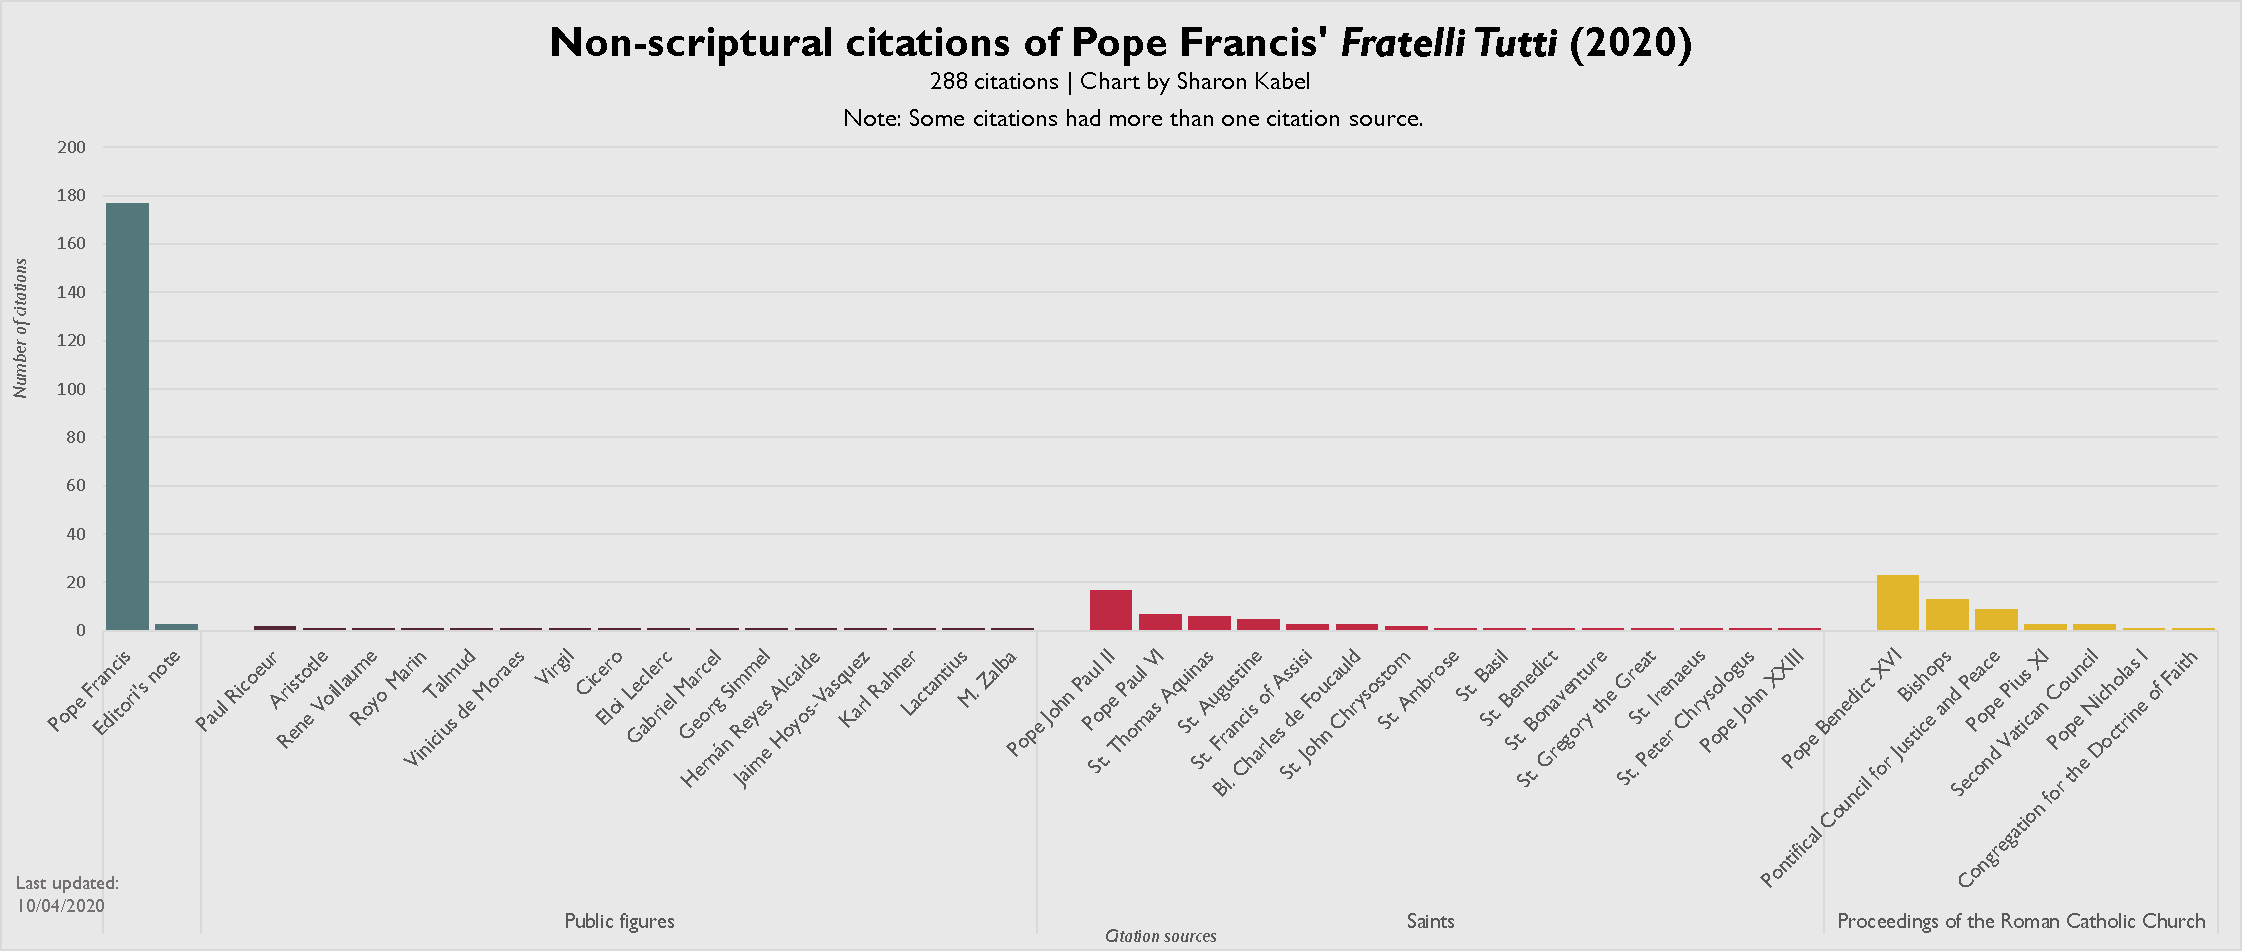 Non-scriptural citations of Pope Francis' Fratelli Tutti (2020)
288 citations | Chart by Sharon Kabel
Note: Some citations had more than one citation source.
Number of citations
200
180
160
140
120
100
80
60
40
20
0
Pope Francis
Editori's note
Paul Ricoeur
Aristotle
Rene Voillaume
Royo Marin
Talmud
Vinicius de Moraes
Virgil
Cicero
Eloi Leclerc
Gabriel Marcel
Georg Simmel
Hernán Reyes Alcaide
Jaime Hoyos-Vasquez
Karl Rahner
Lactantius
M. Zalba
Pope John Paul II
Pope Paul VI
St. Thomas Aquinas
St. Augustine
St. Francis of Assisi
Bl. Charles de Foucauld
St. John Chrysostom
St. Ambrose
St. Basil
St. Benedict
St. Bonaventure
St. Gregory the Great
St. Irenaeus
St. Peter Chrysologus
Pope John XXIII
Pope Benedict XVI
Bishops
Pontifical Council for Justice and Peace
Pope Pius XI
Second Vatican Council
Pope Nicholas I
Congregation for the Doctrine of Faith
Public figures
Saints
Proceedings of the Roman Catholic Church
Citation sources
Last updated:
10/04/2020